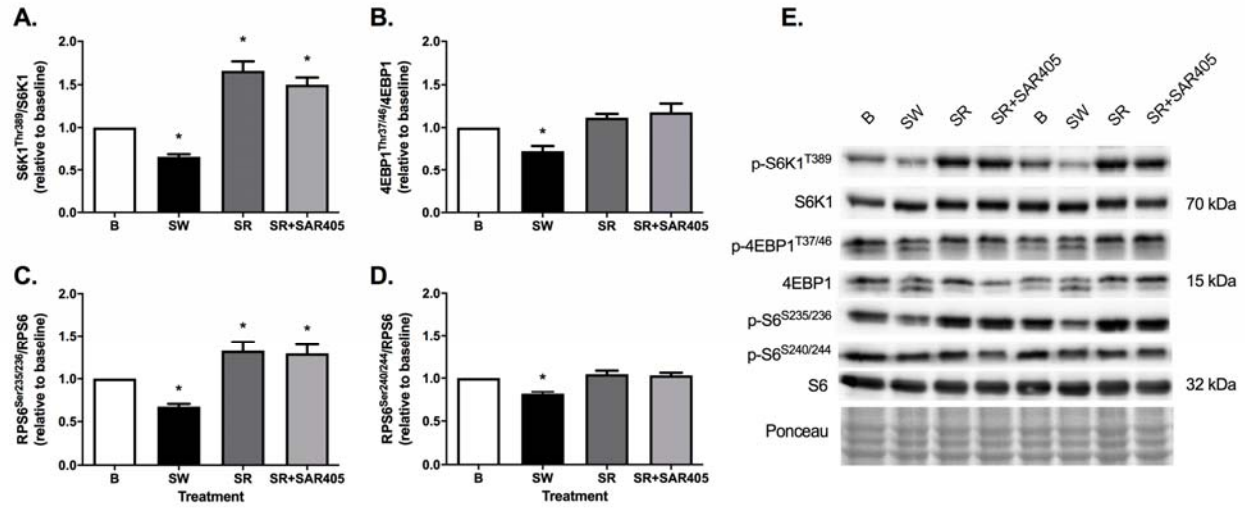 A.
S6K1Thr389/S6K1
(relative to baseline)
2.0
1.5
1.0
0.5
0.0
*
*
*
B
SW
SR
SR+SAR405
B.
4EBP1Thr37/46/4EBP1
(relative to baseline)
2.0
1.5
1.0
0.5
0.0
*
B
SW
SR
SR+SAR405
C.
RPS6Ser235/236/RPS6
(relative to baseline)
2.0
1.5
1.0
0.5
0.0
*
*
*
B
SW
SR
SR+SAR405
Treatment
D.
RPS6Ser240/244/RPS6
(relative to baseline)
2.0
1.5
1.0
0.5
0.0
*
B
SW
SR
SR+SAR405
Treatment
E.
B SW SR SR+SAR405 B SW SR SR+SAR405
p-S6K1T389
S6K1 70 kDa
p-4EBP1T37/46
4EBP1 15 kDa
p-S6S235/236
p-S6S240/244
S6 32 kDa
Ponceau